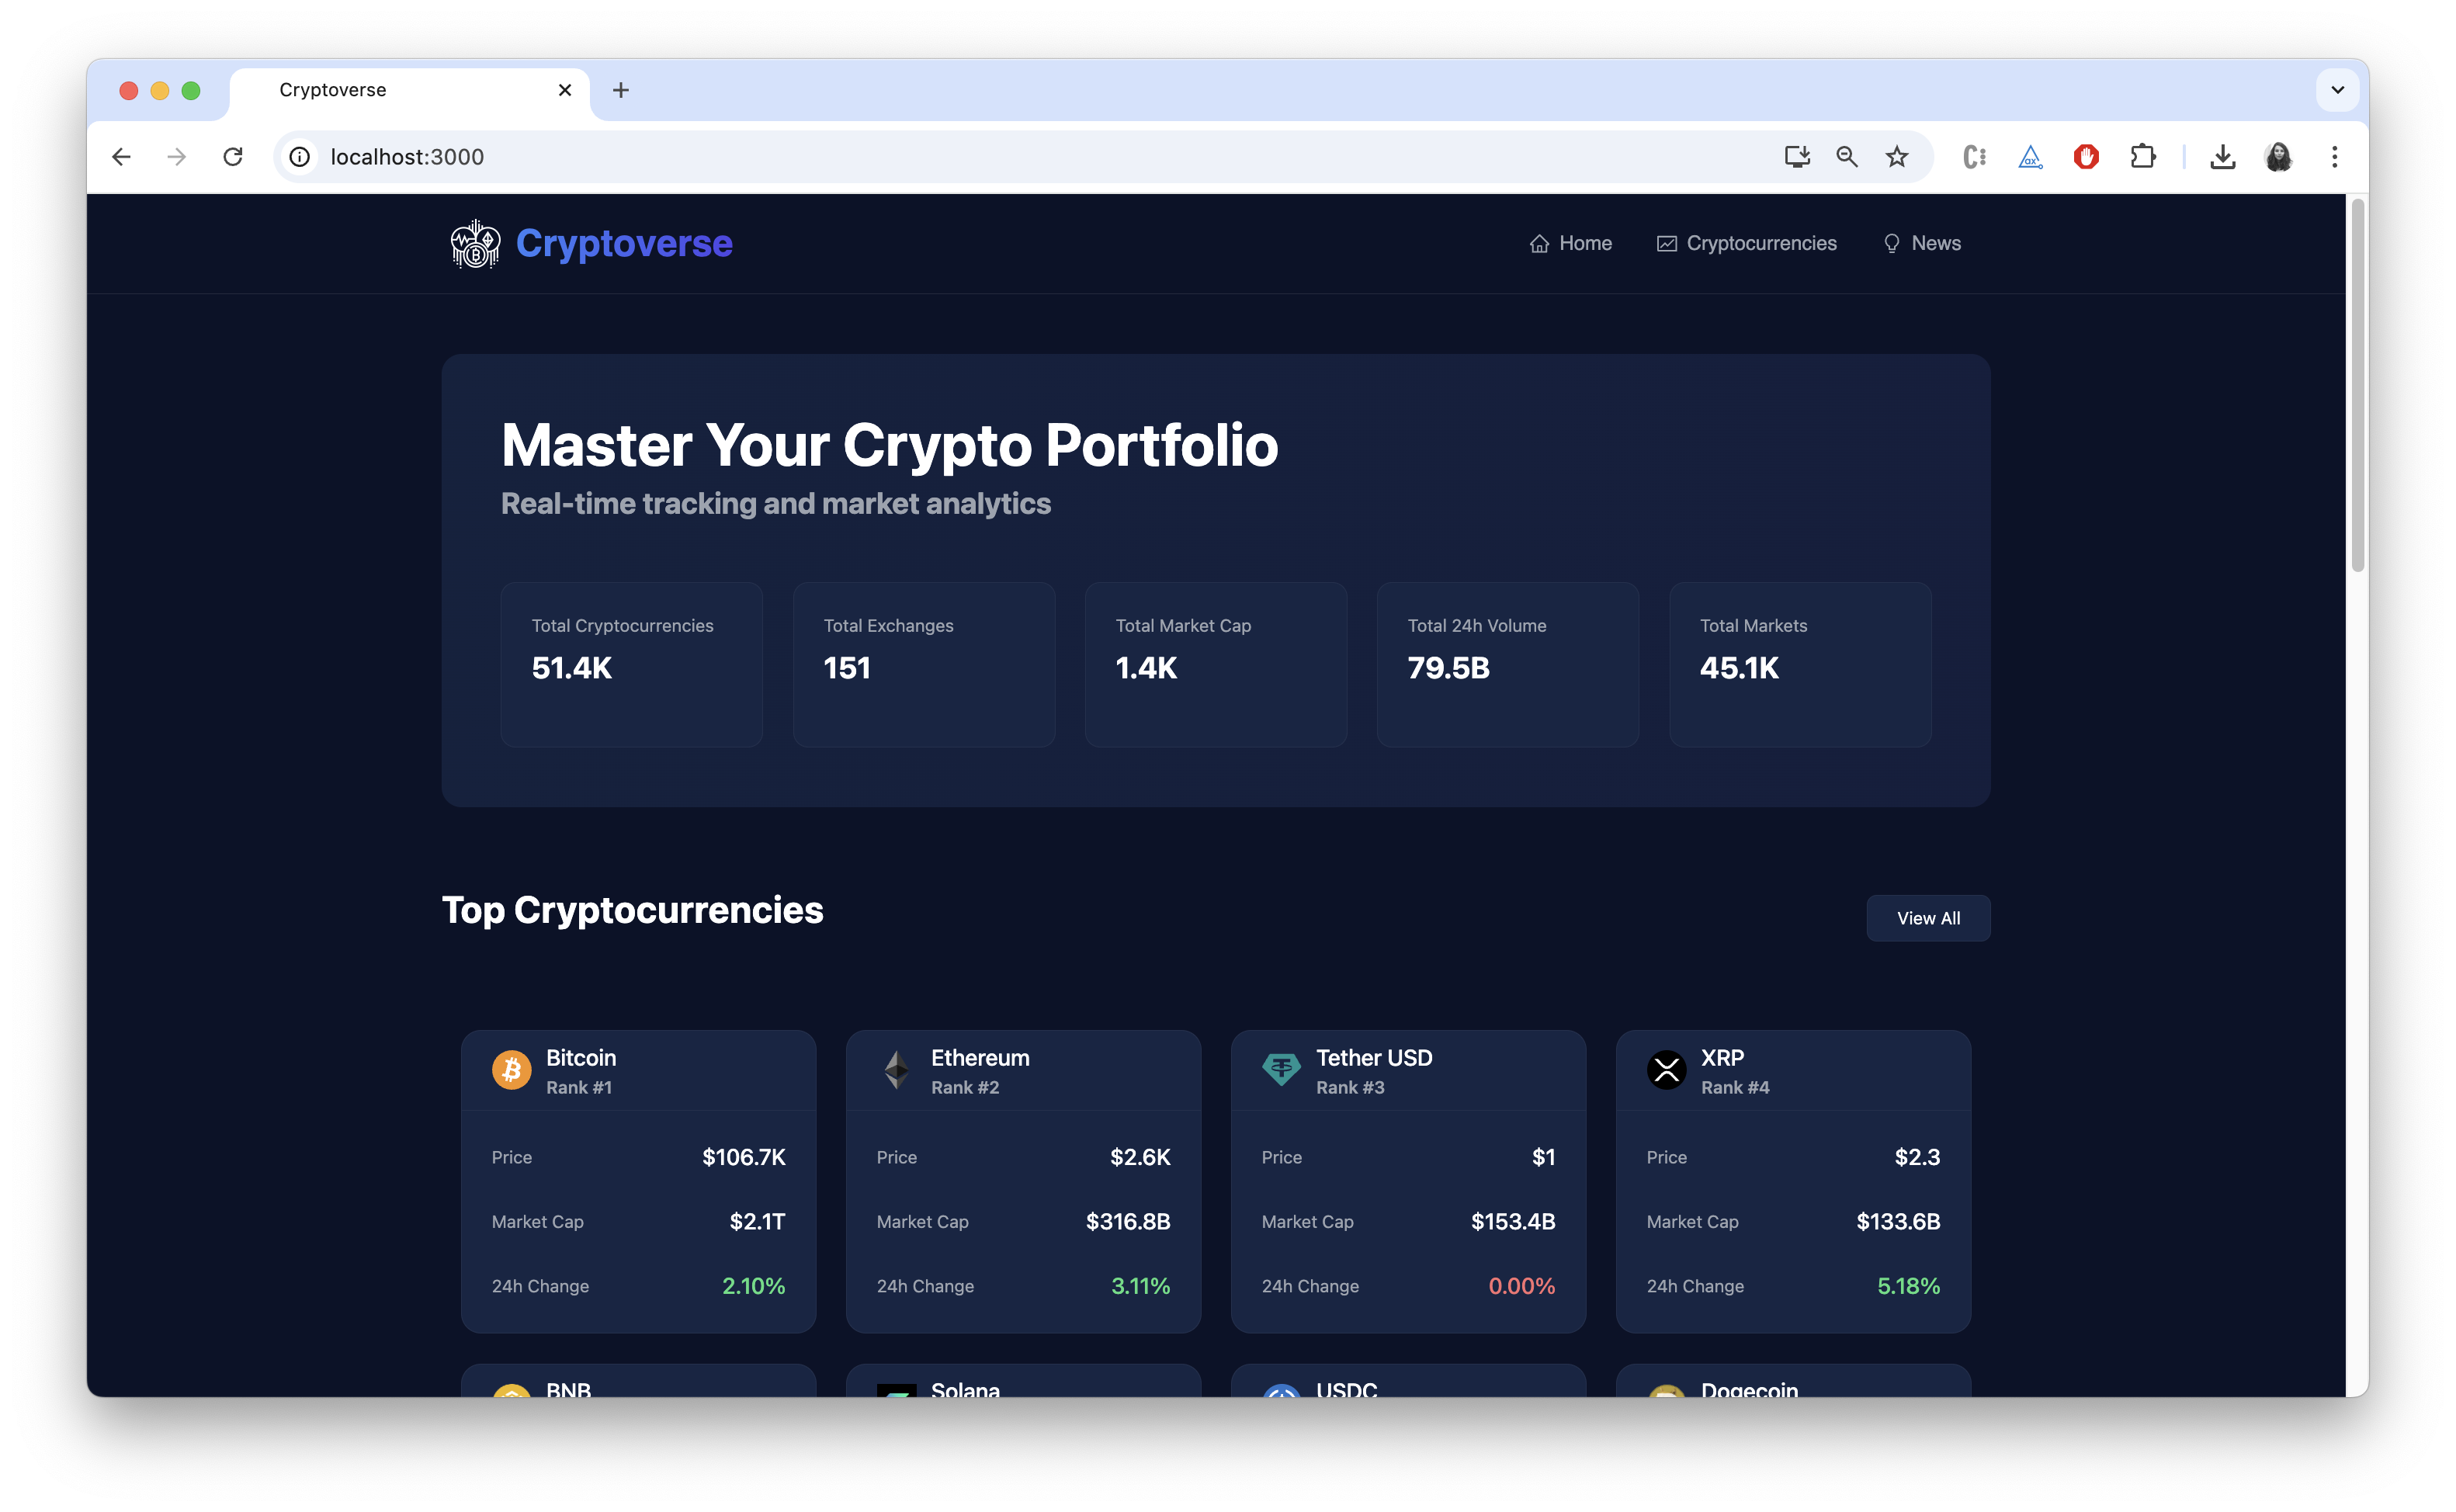 Cryptoverse
localhost:3000
Cryptoverse
Home Cryptocurrencies News
Master Your Crypto Portfolio
Real-time tracking and market analytics
Total Cryptocurrencies
51.4K
Total Exchanges
151
Total Market Cap
1.4K
Total 24h Volume
79.5B
Total Markets
45.1K
Top Cryptocurrencies
View All
Bitcoin
Rank #1
Price $106.7K
Market Cap $2.1T
24h Change 2.10%
Ethereum
Rank #2
Price $2.6K
Market Cap $316.8B
24h Change 3.11%
Tether USD
Rank #3
Price $1
Market Cap $153.4B
24h Change 0.00%
XRP
Rank #4
Price $2.3
Market Cap $133.6B
24h Change 5.18%
BNB
Solana
USDC
Dogecoin